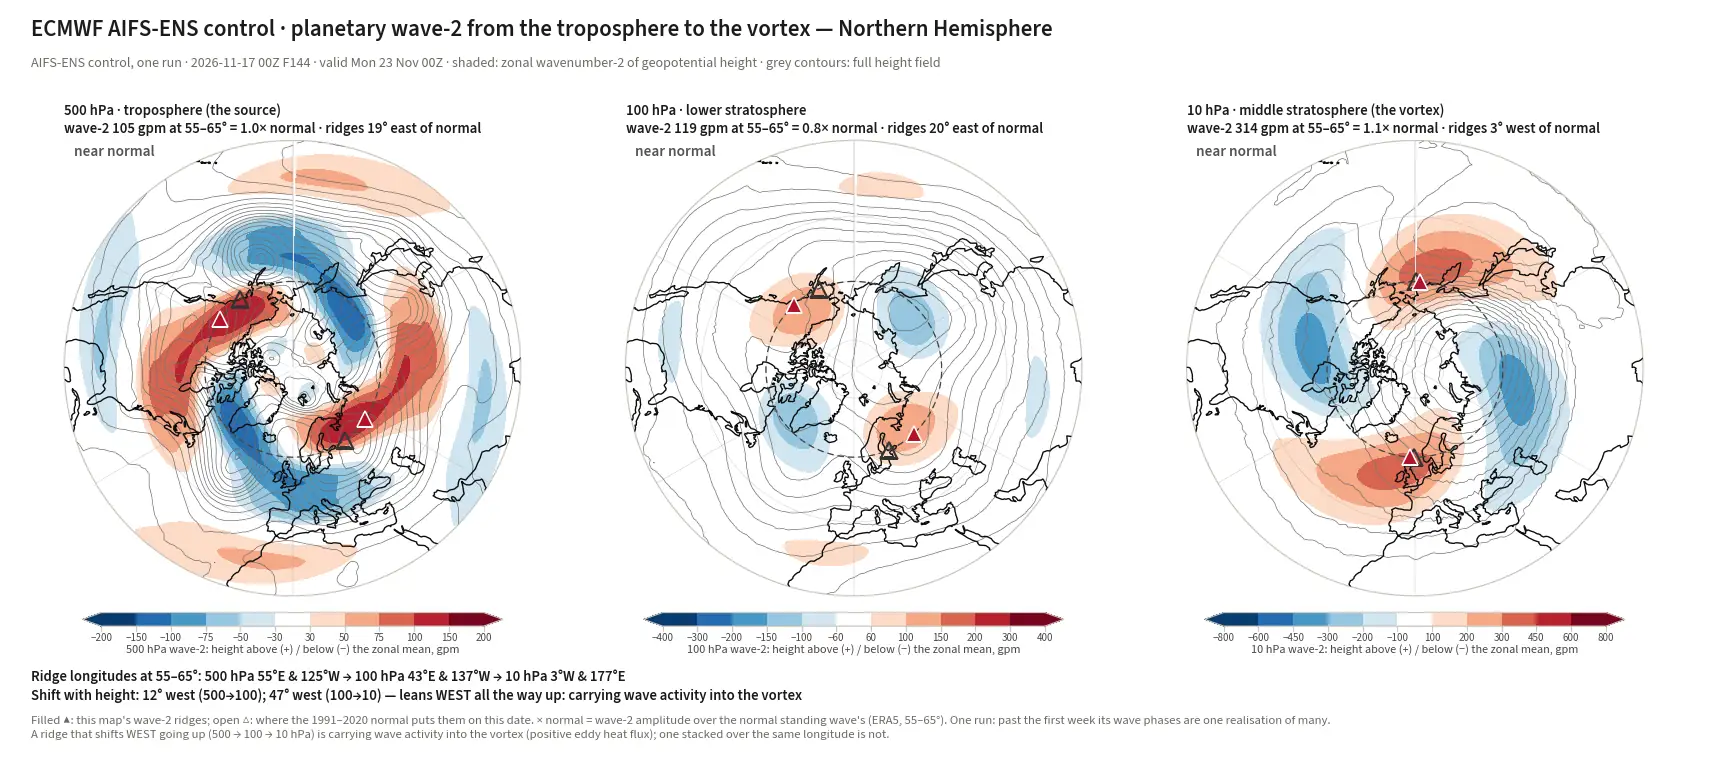 ECMWF AIFS-ENS control · planetary wave-2 from the troposphere to the vortex — Northern Hemisphere
AIFS-ENS control, one run · 2026-11-17 00Z F144 · valid Mon 23 Nov 00Z · shaded: zonal wavenumber-2 of geopotential height · grey contours: full height field
500 hPa · troposphere (the source)
wave-2 105 gpm at 55–65° = 1.0× normal · ridges 19° east of normal
near normal
100 hPa · lower stratosphere
wave-2 119 gpm at 55–65° = 0.8× normal · ridges 20° east of normal
near normal
10 hPa · middle stratosphere (the vortex)
wave-2 314 gpm at 55–65° = 1.1× normal · ridges 3° west of normal
near normal
−200 −150 −100 −75 −50 −30 30 50 75 100 150 200
500 hPa wave-2: height above (+) / below (−) the zonal mean, gpm
−400 −300 −200 −150 −100 −60 60 100 150 200 300 400
100 hPa wave-2: height above (+) / below (−) the zonal mean, gpm
−800 −600 −450 −300 −200 −100 100 200 300 450 600 800
10 hPa wave-2: height above (+) / below (−) the zonal mean, gpm
Ridge longitudes at 55–65°: 500 hPa 55°E & 125°W → 100 hPa 43°E & 137°W → 10 hPa 3°W & 177°E
Shift with height: 12° west (500→100); 47° west (100→10) — leans WEST all the way up: carrying wave activity into the vortex
Filled ▲: this map's wave-2 ridges; open △: where the 1991–2020 normal puts them on this date. × normal = wave-2 amplitude over the normal standing wave's (ERA5, 55–65°). One run: past the first week its wave phases are one realisation of many.
A ridge that shifts WEST going up (500 → 100 → 10 hPa) is carrying wave activity into the vortex (positive eddy heat flux); one stacked over the same longitude is not.